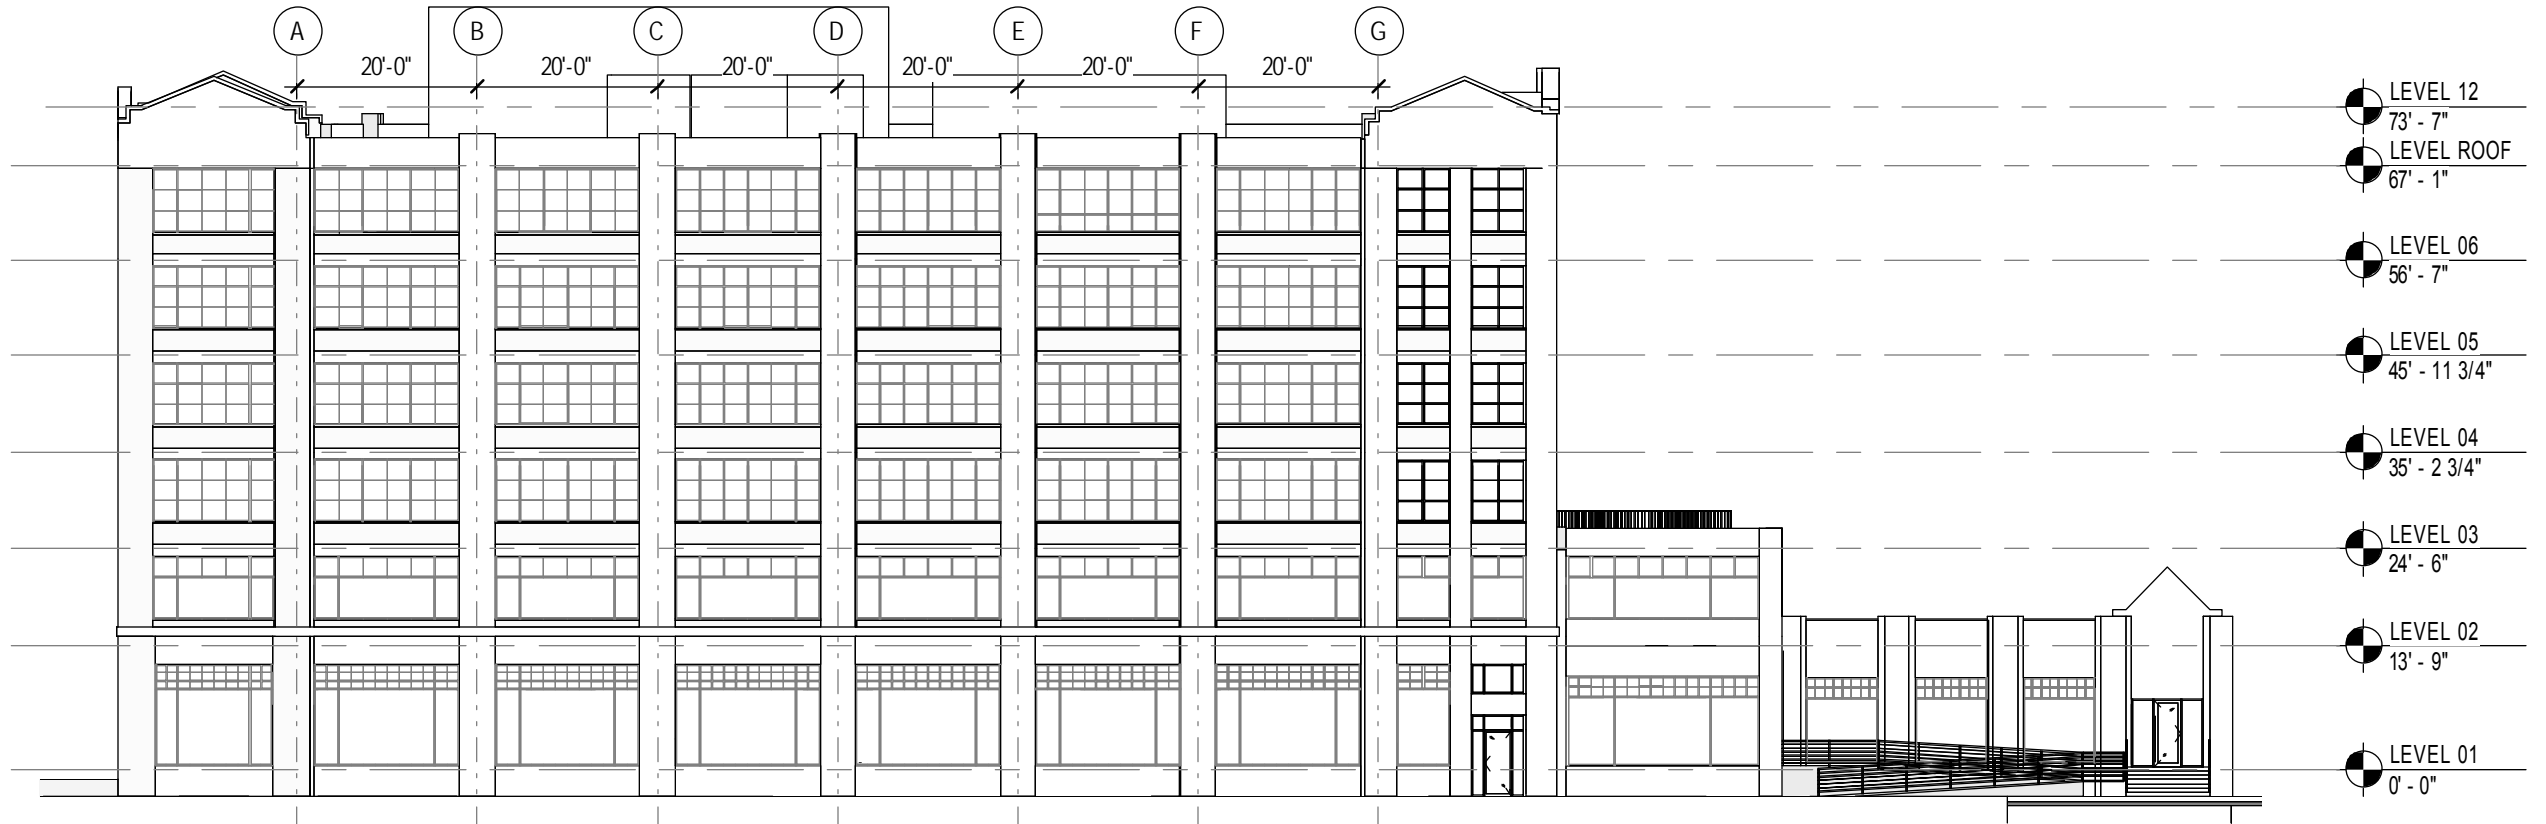 A B C D E F G
20'-0" 20'-0" 20'-0" 20'-0" 20'-0" 20'-0"
LEVEL 12
73' - 7"
LEVEL ROOF
67' - 1"
LEVEL 06
56' - 7"
LEVEL 05
45' - 11 3/4"
LEVEL 04
35' - 2 3/4"
LEVEL 03
24' - 6"
LEVEL 02
13' - 9"
LEVEL 01
0' - 0"